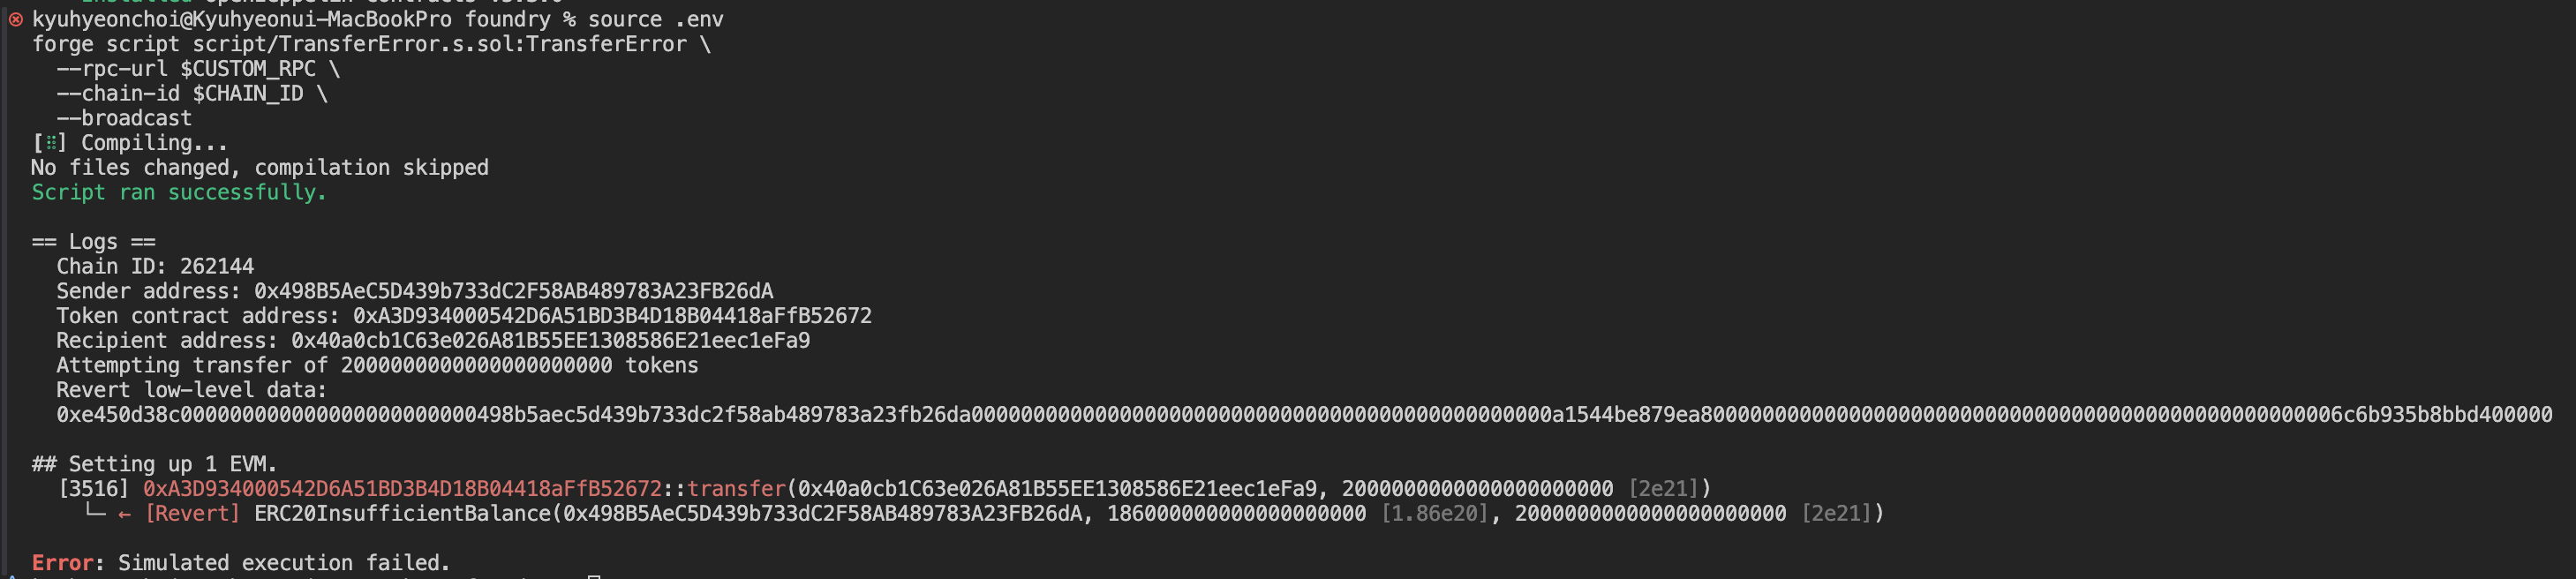 kyuhyeonchoi@Kyuhyeonui-MacBookPro foundry % source .env
forge script script/TransferError.s.sol:TransferError \
--rpc-url $CUSTOM_RPC \
--chain-id $CHAIN_ID \
--broadcast
[⠿] Compiling...
No files changed, compilation skipped
Script ran successfully.
== Logs ==
Chain ID: 262144
Sender address: 0x498B5AeC5D439b733dC2F58AB489783A23FB26dA
Token contract address: 0xA3D934000542D6A51BD3B4D18B04418aFfB52672
Recipient address: 0x40a0cb1C63e026A81B55EE1308586E21eec1eFa9
Attempting transfer of 2000000000000000000000 tokens
Revert low-level data:
0xe450d38c000000000000000000000000498b5aec5d439b733dc2f58ab489783a23fb26da00000000000000000000000000000000000000000000000a1544be879ea8000000000000000000000000000000000000000000000000006c6b935b8bbd400000
## Setting up 1 EVM.
[3516] 0xA3D934000542D6A51BD3B4D18B04418aFfB52672::transfer(0x40a0cb1C63e026A81B55EE1308586E21eec1eFa9, 2000000000000000000000 [2e21])
└─ ← [Revert] ERC20InsufficientBalance(0x498B5AeC5D439b733dC2F58AB489783A23FB26dA, 186000000000000000000 [1.86e20], 2000000000000000000000 [2e21])
Error: Simulated execution failed.